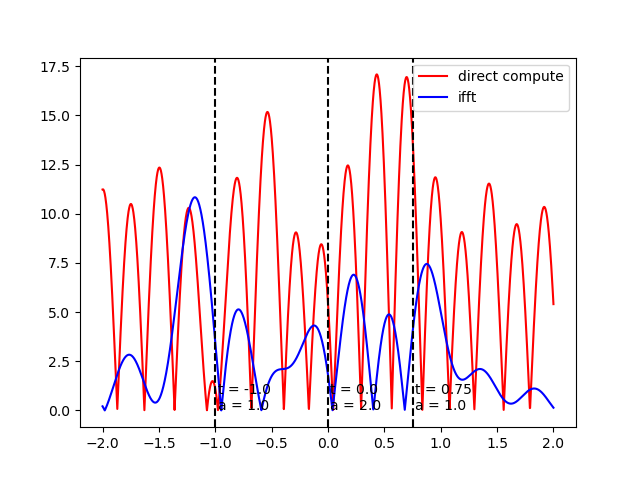 17.5
15.0
12.5
10.0
7.5
5.0
2.5
0.0
direct compute
ifft
t = -1.0
a = 1.0
t = 0.0
a = 2.0
t = 0.75
a = 1.0
−2.0 −1.5 −1.0 −0.5 0.0 0.5 1.0 1.5 2.0